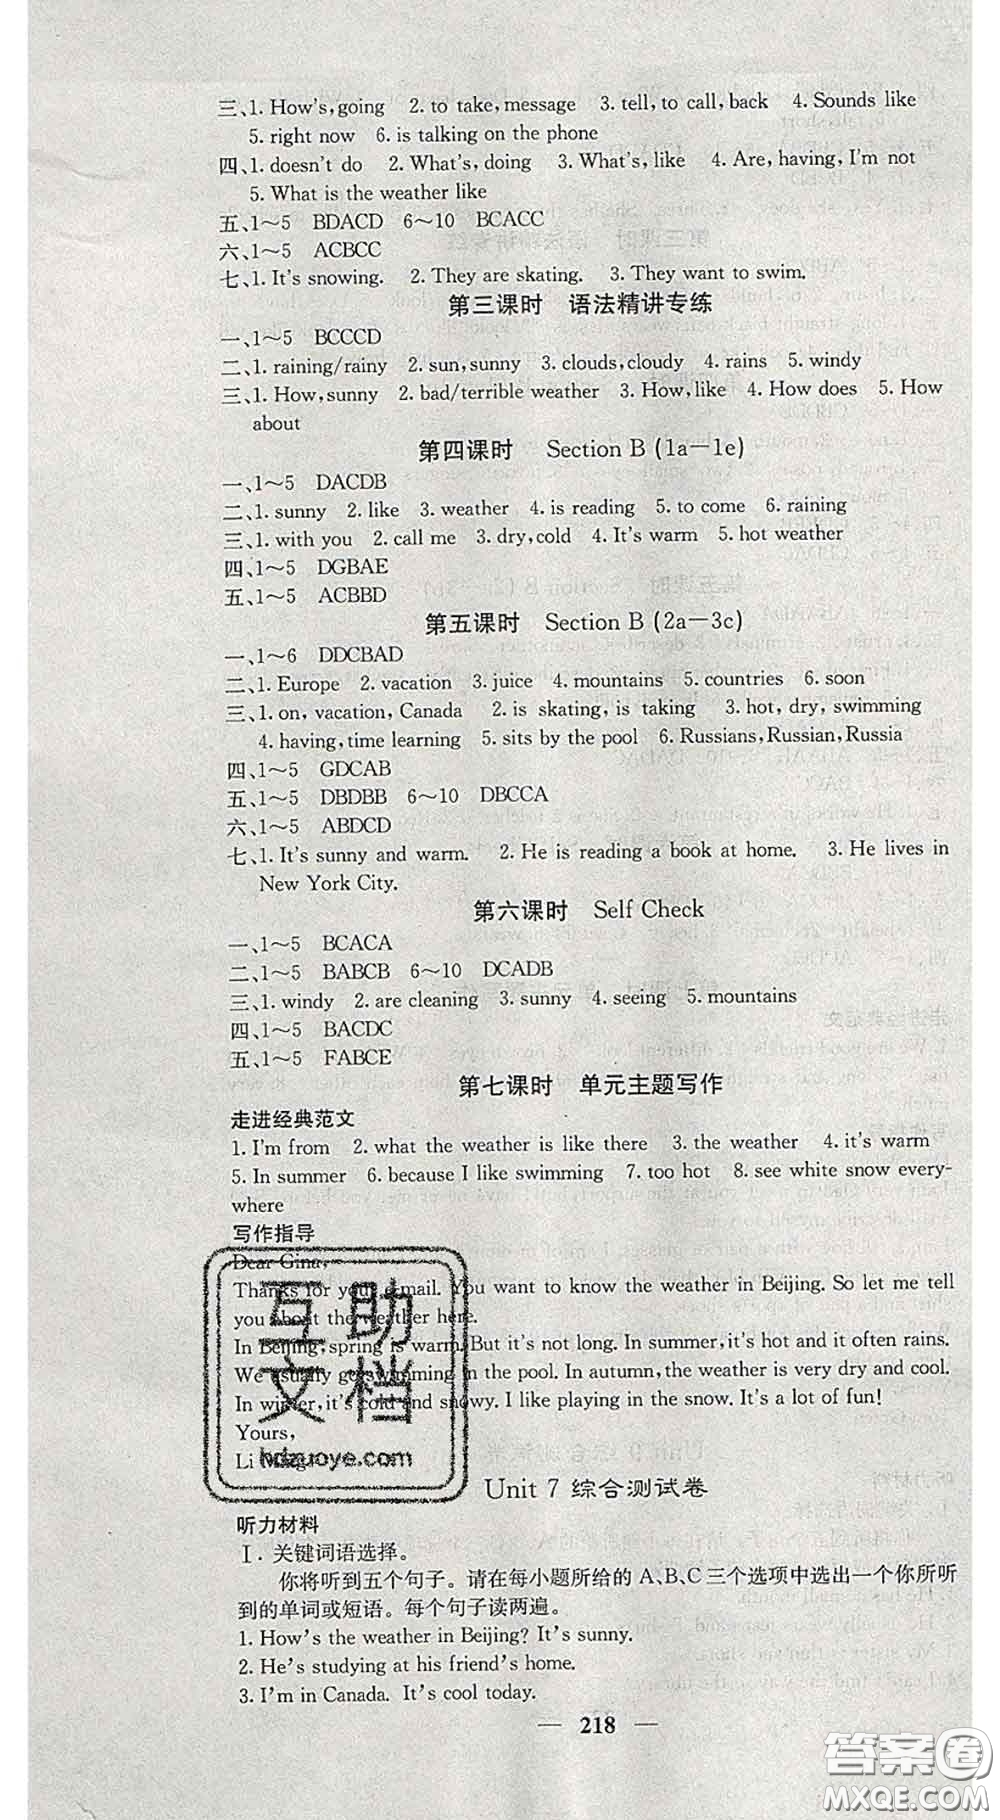 三、1. How's, going　2. to take, message　3. tell, to call, back　4. Sounds like
5. right now　6. is talking on the phone
四、1. doesn't do　2. What's, doing　3. What's, like　4. Are, having, I'm not
5. What is the weather like
五、1～5　BDACD　6～10　BCACC
六、1～5　ACBCC
七、1. It's snowing.　2. They are skating.　3. They want to swim.
第三课时　语法精讲专练
一、1～5　BCCCD
二、1. raining/rainy　2. sun, sunny　3. clouds, cloudy　4. rains　5. windy
三、1. How, sunny　2. bad/terrible weather　3. How, like　4. How does　5. How
about
第四课时　Section B (1a—1e)
一、1～5　DACDB
二、1. sunny　2. like　3. weather　4. is reading　5. to come　6. raining
三、1. with you　2. call me　3. dry, cold　4. It's warm　5. hot weather
四、1～5　DGBAE
五、1～5　ACBBD
第五课时　Section B (2a—3c)
一、1～6　DDCBAD
二、1. Europe　2. vacation　3. juice　4. mountains　5. countries　6. soon
三、1. on, vacation, Canada　2. is skating, is taking　3. hot, dry, swimming
4. having, time learning　5. sits by the pool　6. Russians, Russian, Russia
四、1～5　GDCAB
五、1～5　DBDBB　6～10　DBCCA
六、1～5　ABDCD
七、1. It's sunny and warm.　2. He is reading a book at home.　3. He lives in
New York City.
第六课时　Self Check
一、1～5　BCACA
二、1～5　BABCB　6～10　DCADB
三、1. windy　2. are cleaning　3. sunny　4. seeing　5. mountains
四、1～5　BACDC
五、1～5　FABCE
第七课时　单元主题写作
走进经典范文
1. I'm from　2. what the weather is like there　3. the weather　4. it's warm
5. In summer　6. because I like swimming　7. too hot　8. see white snow every-
where
写作指导
Dear Gina,
Thanks for your e-mail. You want to know the weather in Beijing. So let me tell
you about the weather here.
In Beijing, spring is warm. But it's not long. In summer, it's hot and it often rains.
We usually go swimming in the pool. In autumn, the weather is very dry and cool.
In winter, it's cold and snowy. I like playing in the snow. It's a lot of fun!
Yours,
Li Ming
互助
文档
hdzuoye.com
Unit 7 综合测试卷
听力材料
Ⅰ. 关键词语选择。
你将听到五个句子。请在每小题所给的 A、B、C 三个选项中选出一个你所听
到的单词或短语。每个句子读两遍。
1. How's the weather in Beijing? It's sunny.
2. He's studying at his friend's home.
3. I'm in Canada. It's cool today.
— 218 —
答案圈
MXQE.COM